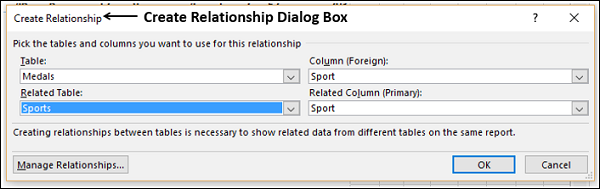 Create Relationship Create Relationship Dialog Box
Pick the tables and columns you want to use for this relationship
Table: Column (Foreign):
Medals Sport
Related Table: Related Column (Primary):
Sports Sport
Creating relationships between tables is necessary to show related data from different tables on the same report.
Manage Relationships... OK Cancel